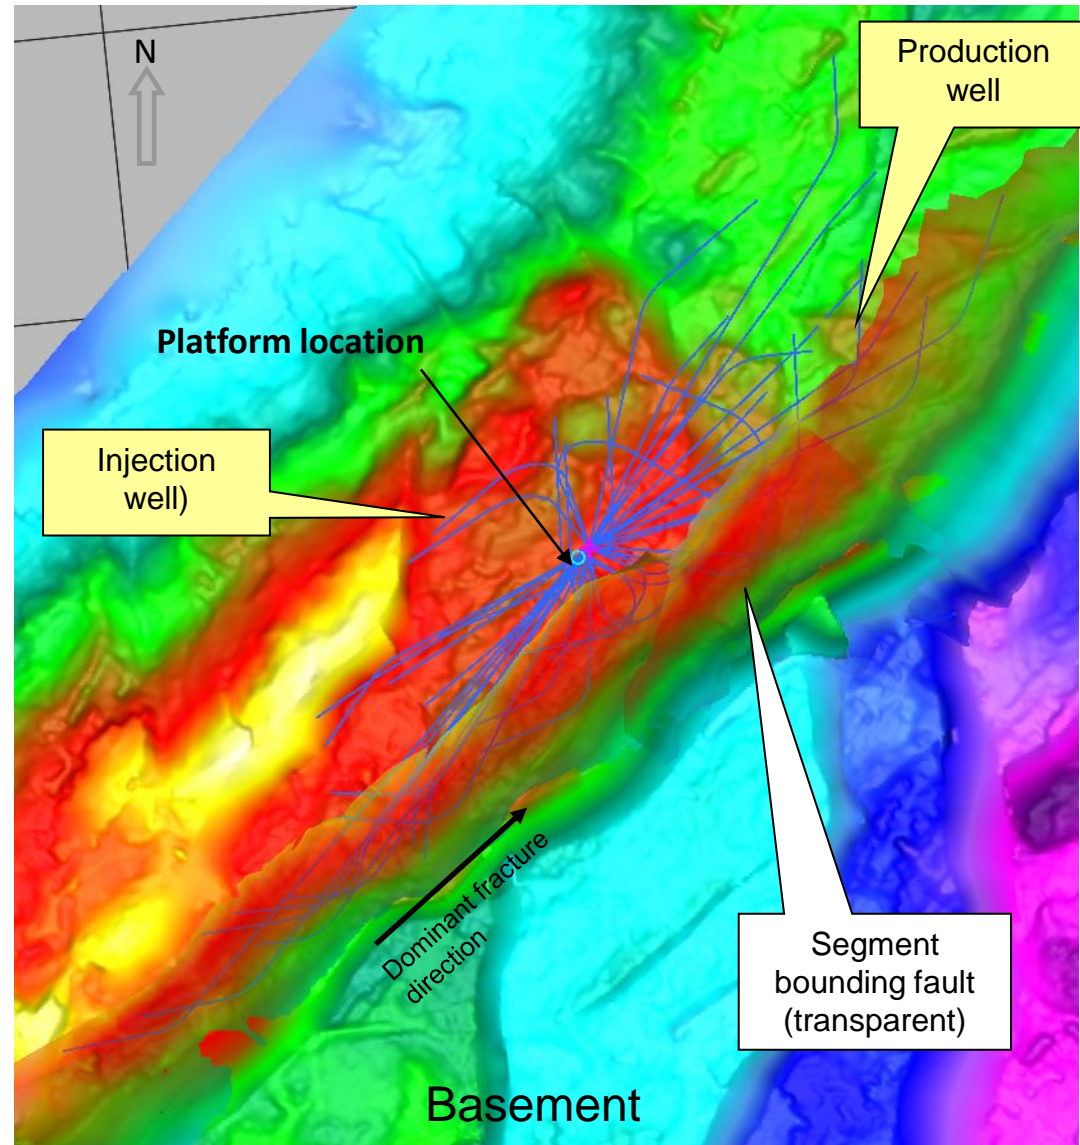 N
Production
well
Platform location
Injection
well)
Dominant fracture
direction
Segment
bounding fault
(transparent)
Basement